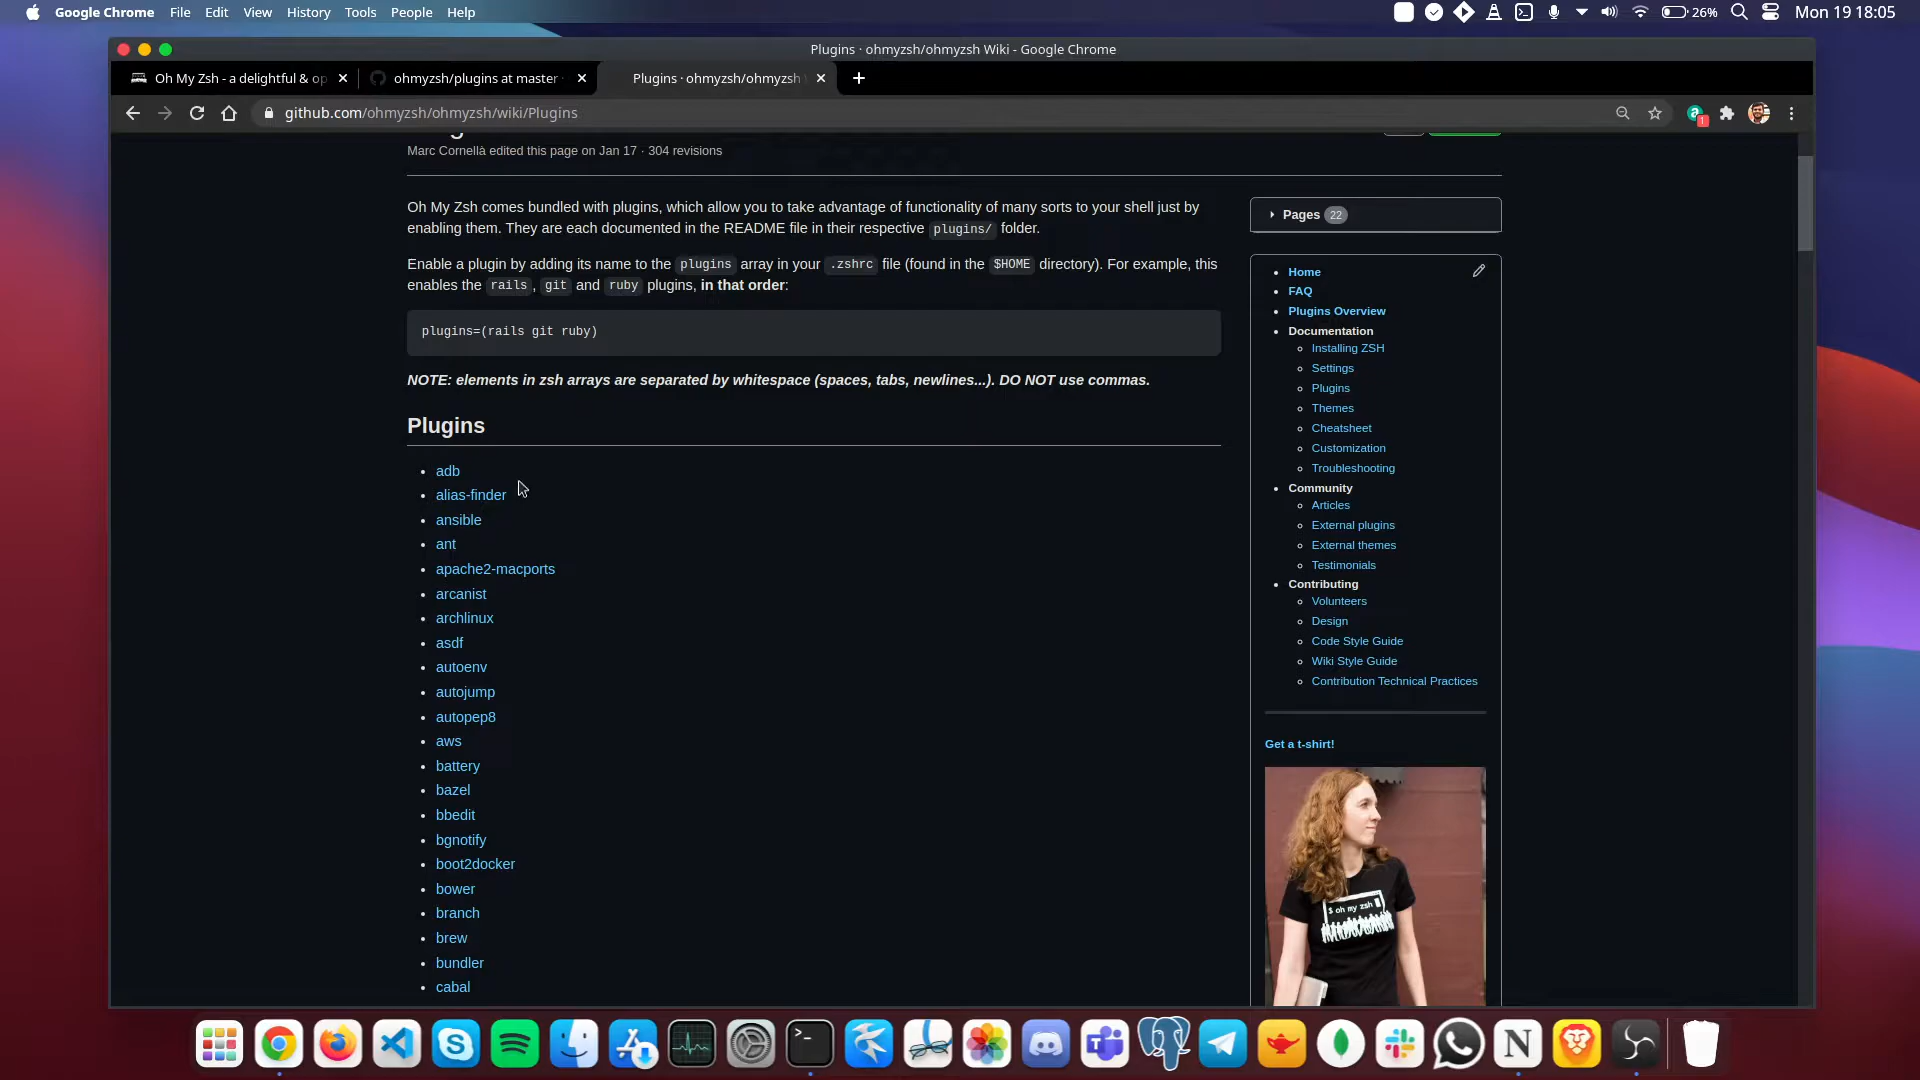 Google Chrome File Edit View History Tools People Help
26% Mon 19 18:05
Plugins · ohmyzsh/ohmyzsh Wiki - Google Chrome
Oh My Zsh - a delightful & op
ohmyzsh/plugins at master ·
Plugins · ohmyzsh/ohmyzsh
github.com/ohmyzsh/ohmyzsh/wiki/Plugins
1
Marc Cornellà edited this page on Jan 17 · 304 revisions
Oh My Zsh comes bundled with plugins, which allow you to take advantage of functionality of many sorts to your shell just by
enabling them. They are each documented in the README file in their respective plugins/ folder.
Enable a plugin by adding its name to the plugins array in your .zshrc file (found in the $HOME directory). For example, this
enables the rails, git and ruby plugins, in that order:
plugins=(rails git ruby)
NOTE: elements in zsh arrays are separated by whitespace (spaces, tabs, newlines...). DO NOT use commas.
Plugins
adb
alias-finder
ansible
ant
apache2-macports
arcanist
archlinux
asdf
autoenv
autojump
autopep8
aws
battery
bazel
bbedit
bgnotify
boot2docker
bower
branch
brew
bundler
cabal
Pages 22
Home
FAQ
Plugins Overview
Documentation
Installing ZSH
Settings
Plugins
Themes
Cheatsheet
Customization
Troubleshooting
Community
Articles
External plugins
External themes
Testimonials
Contributing
Volunteers
Design
Code Style Guide
Wiki Style Guide
Contribution Technical Practices
Get a t-shirt!
$ oh my zsh